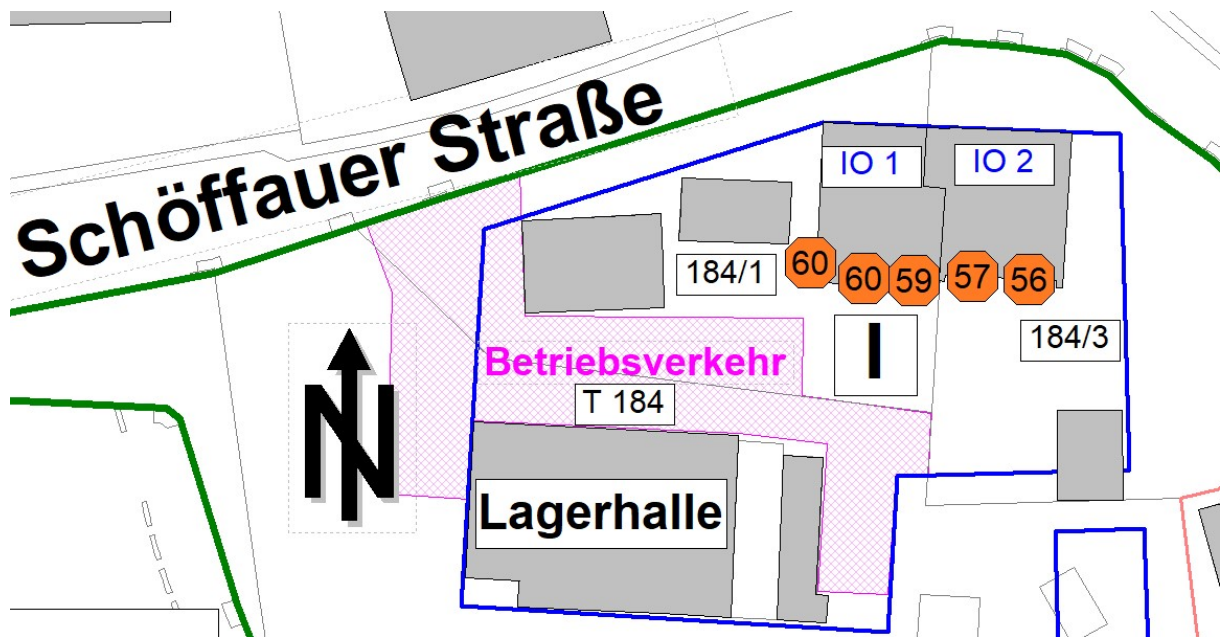 Schöffauer Straße
IO 1
IO 2
184/1
60
60
59
57
56
I
184/3
Betriebsverkehr
T 184
N
Lagerhalle